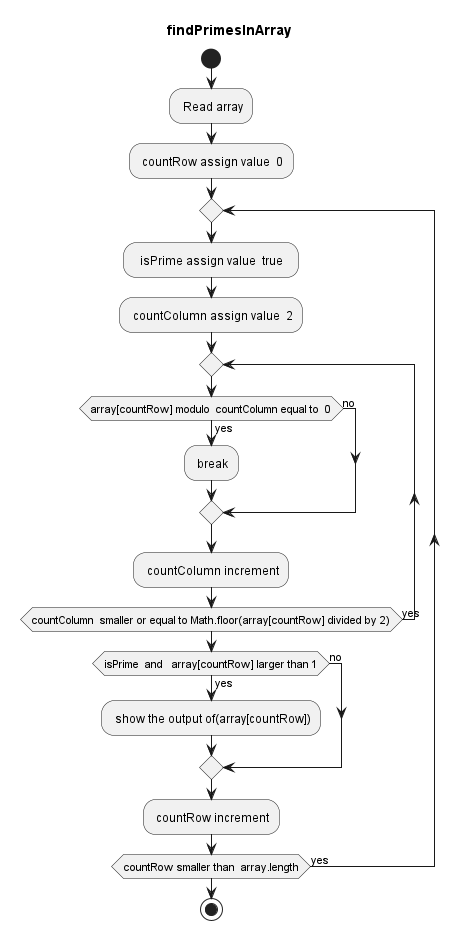 findPrimesInArray
Read array
countRow assign value 0
isPrime assign value true
countColumn assign value 2
array[countRow] modulo countColumn equal to 0
no
yes
break
countColumn increment
countColumn smaller or equal to Math.floor(array[countRow] divided by 2)
yes
isPrime and array[countRow] larger than 1
no
yes
show the output of(array[countRow])
countRow increment
countRow smaller than array.length
yes